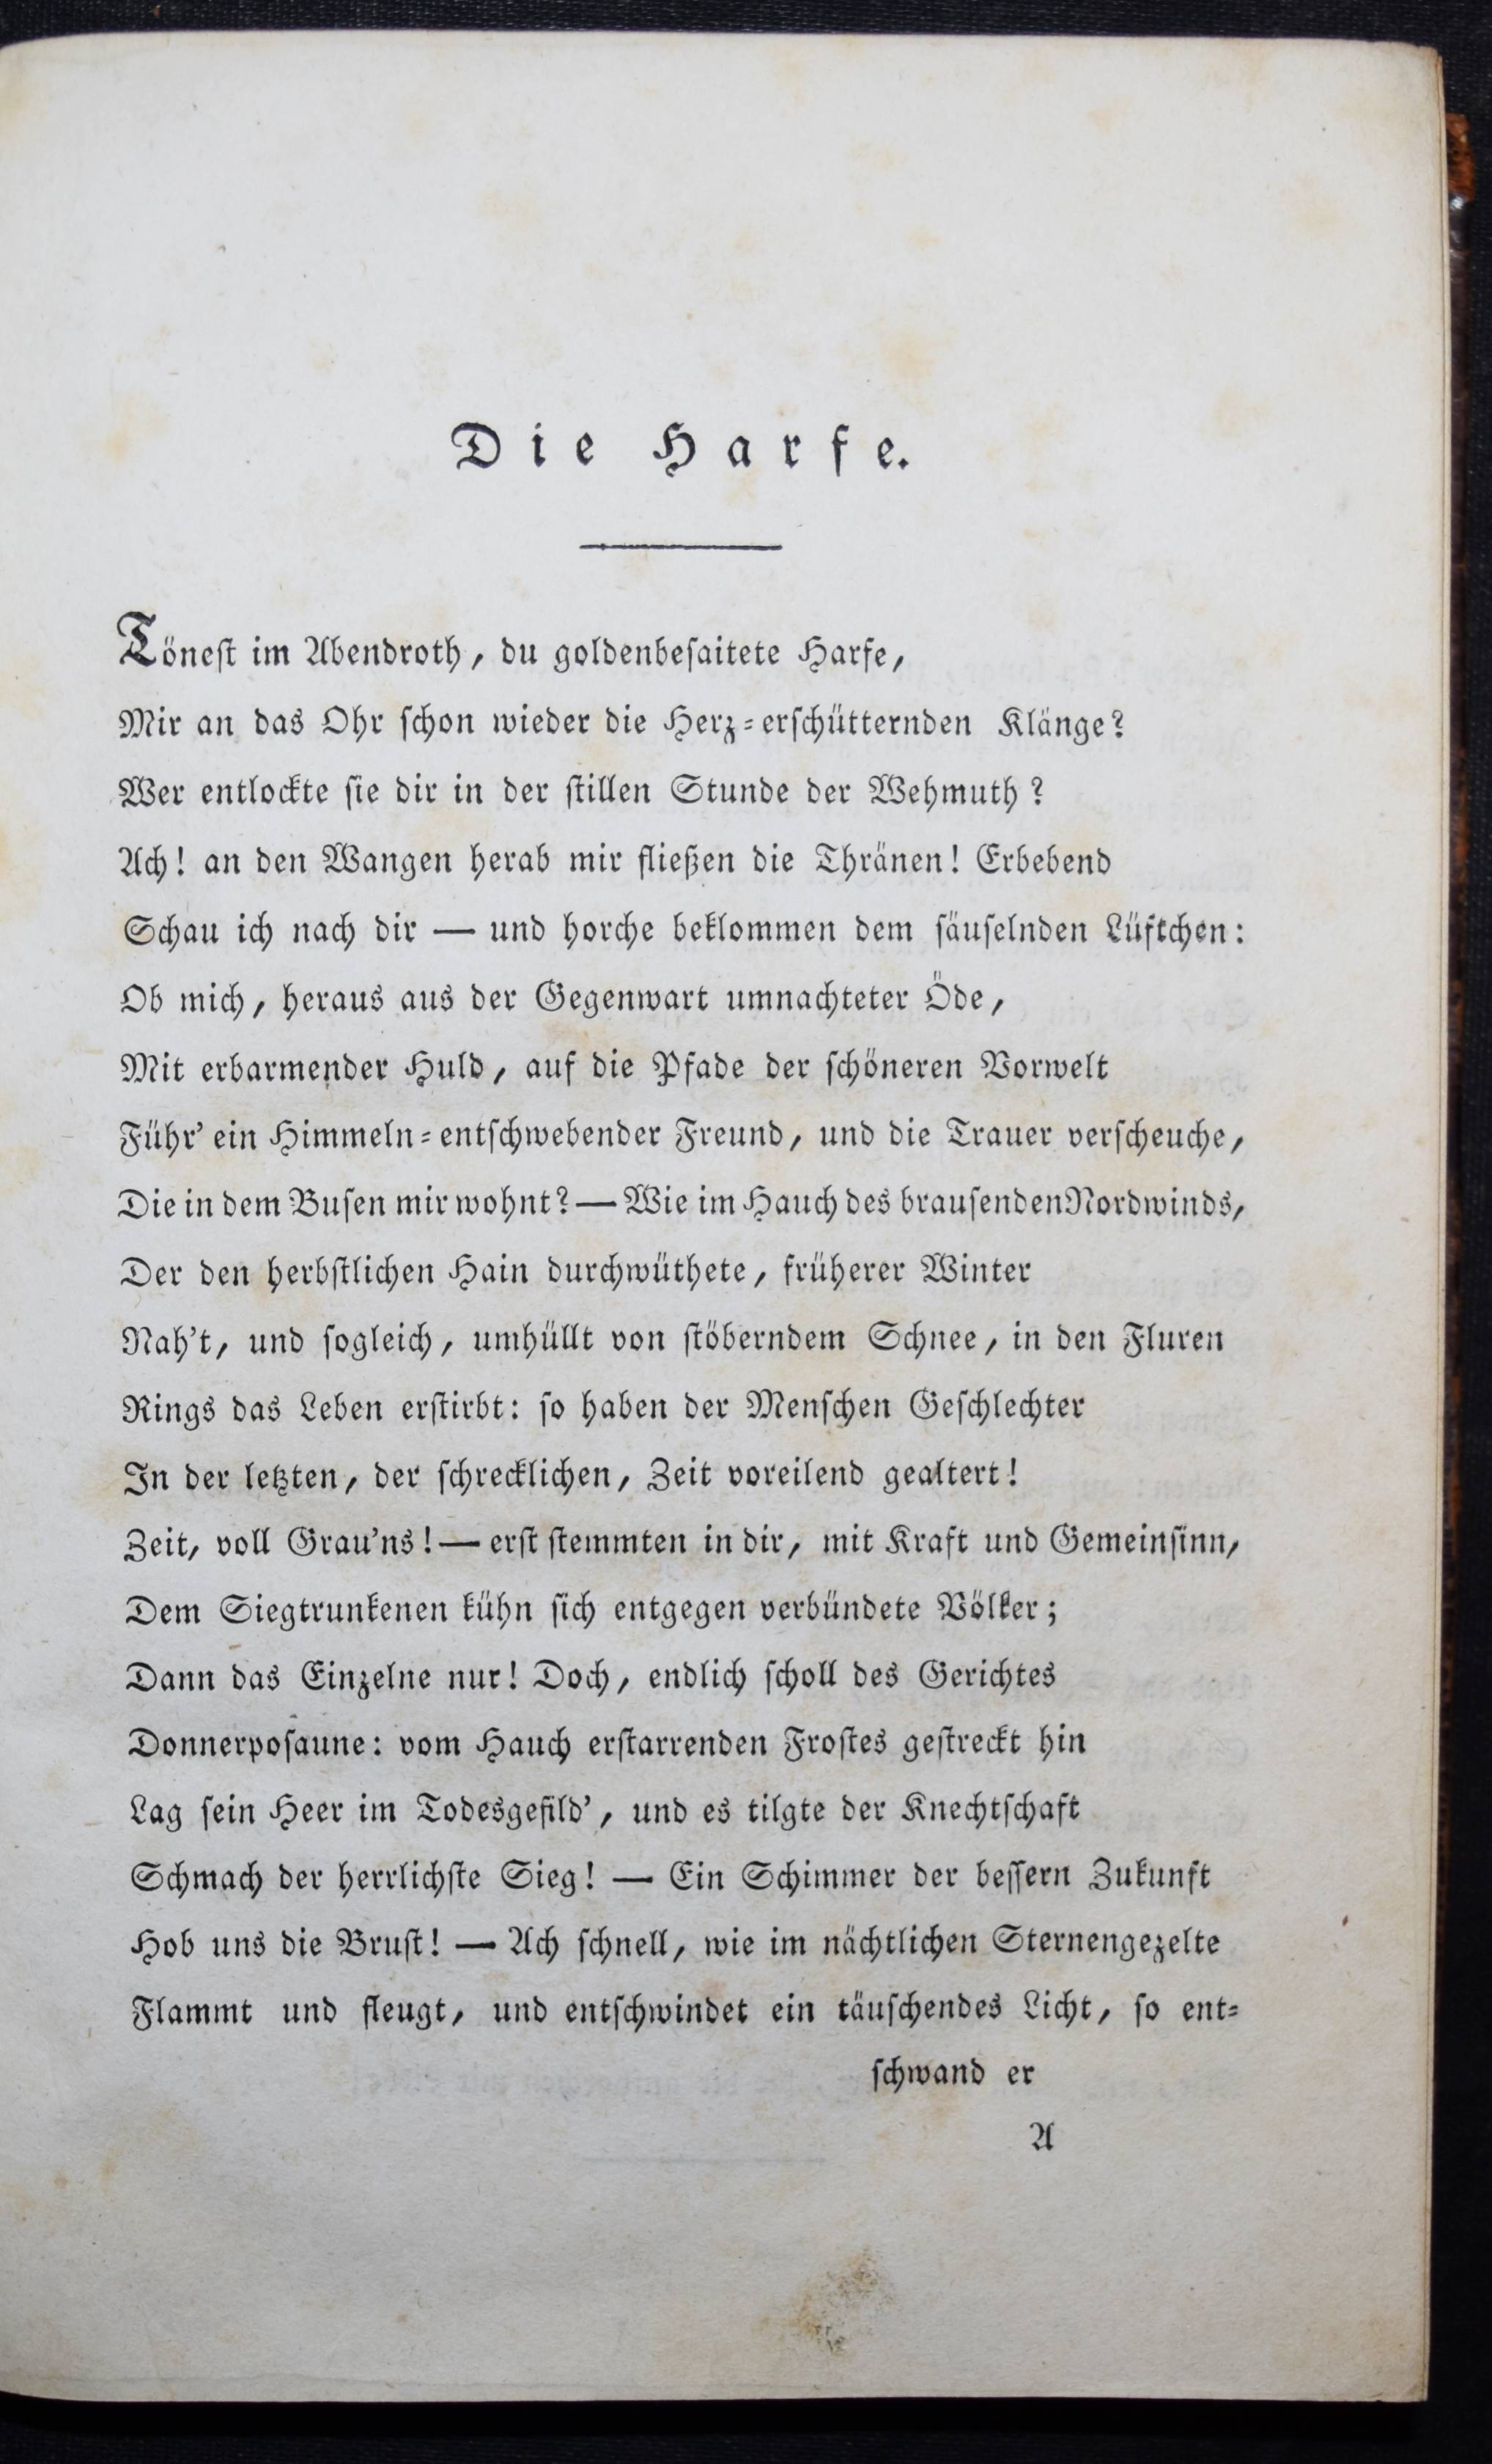 Die Harfe.
Tönest im Abendroth, du goldenbesaitete Harfe,
Mir an das Ohr schon wieder die Herz-erschütternden Klänge?
Wer entlockte sie dir in der stillen Stunde der Wehmuth?
Ach! an den Wangen herab mir fließen die Thränen! Erbebend
Schau ich nach dir — und horche beklommen dem säuselnden Lüftchen:
Ob mich, heraus aus der Gegenwart umnachteter Öde,
Mit erbarmender Huld, auf die Pfade der schöneren Vorwelt
Führ' ein Himmeln-entschwebender Freund, und die Trauer verscheuche,
Die in dem Busen mir wohnt? — Wie im Hauch des brausenden Nordwinds,
Der den herbstlichen Hain durchwüthete, früherer Winter
Nah't, und sogleich, umhüllt von stöberndem Schnee, in den Fluren
Rings das Leben erstirbt: so haben der Menschen Geschlechter
In der letzten, der schrecklichen, Zeit voreilend gealtert!
Zeit, voll Grau'ns! — erst stemmten in dir, mit Kraft und Gemeinsinn,
Dem Siegtrunkenen kühn sich entgegen verbündete Völker;
Dann das Einzelne nur! Doch, endlich scholl des Gerichtes
Donnerposaune: vom Hauch erstarrenden Frostes gestreckt hin
Lag sein Heer im Todesgefild', und es tilgte der Knechtschaft
Schmach der herrlichste Sieg! — Ein Schimmer der bessern Zukunft
Hob uns die Brust! — Ach schnell, wie im nächtlichen Sternengezelte
Flammt und fleugt, und entschwindet ein täuschendes Licht, so ent-
schwand er
A